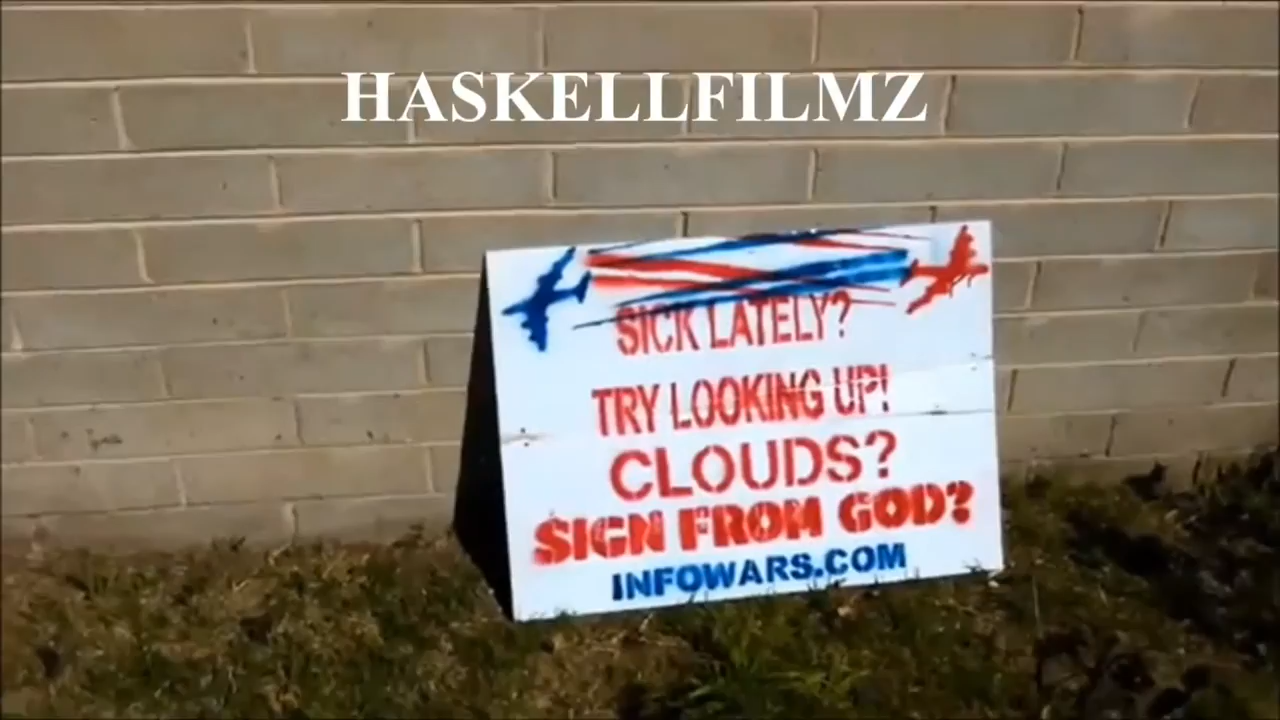 HASKELLFILMZ
SICK LATELY?
TRY LOOKING UP!
CLOUDS?
SIGN FROM GOD?
INFOWARS.COM